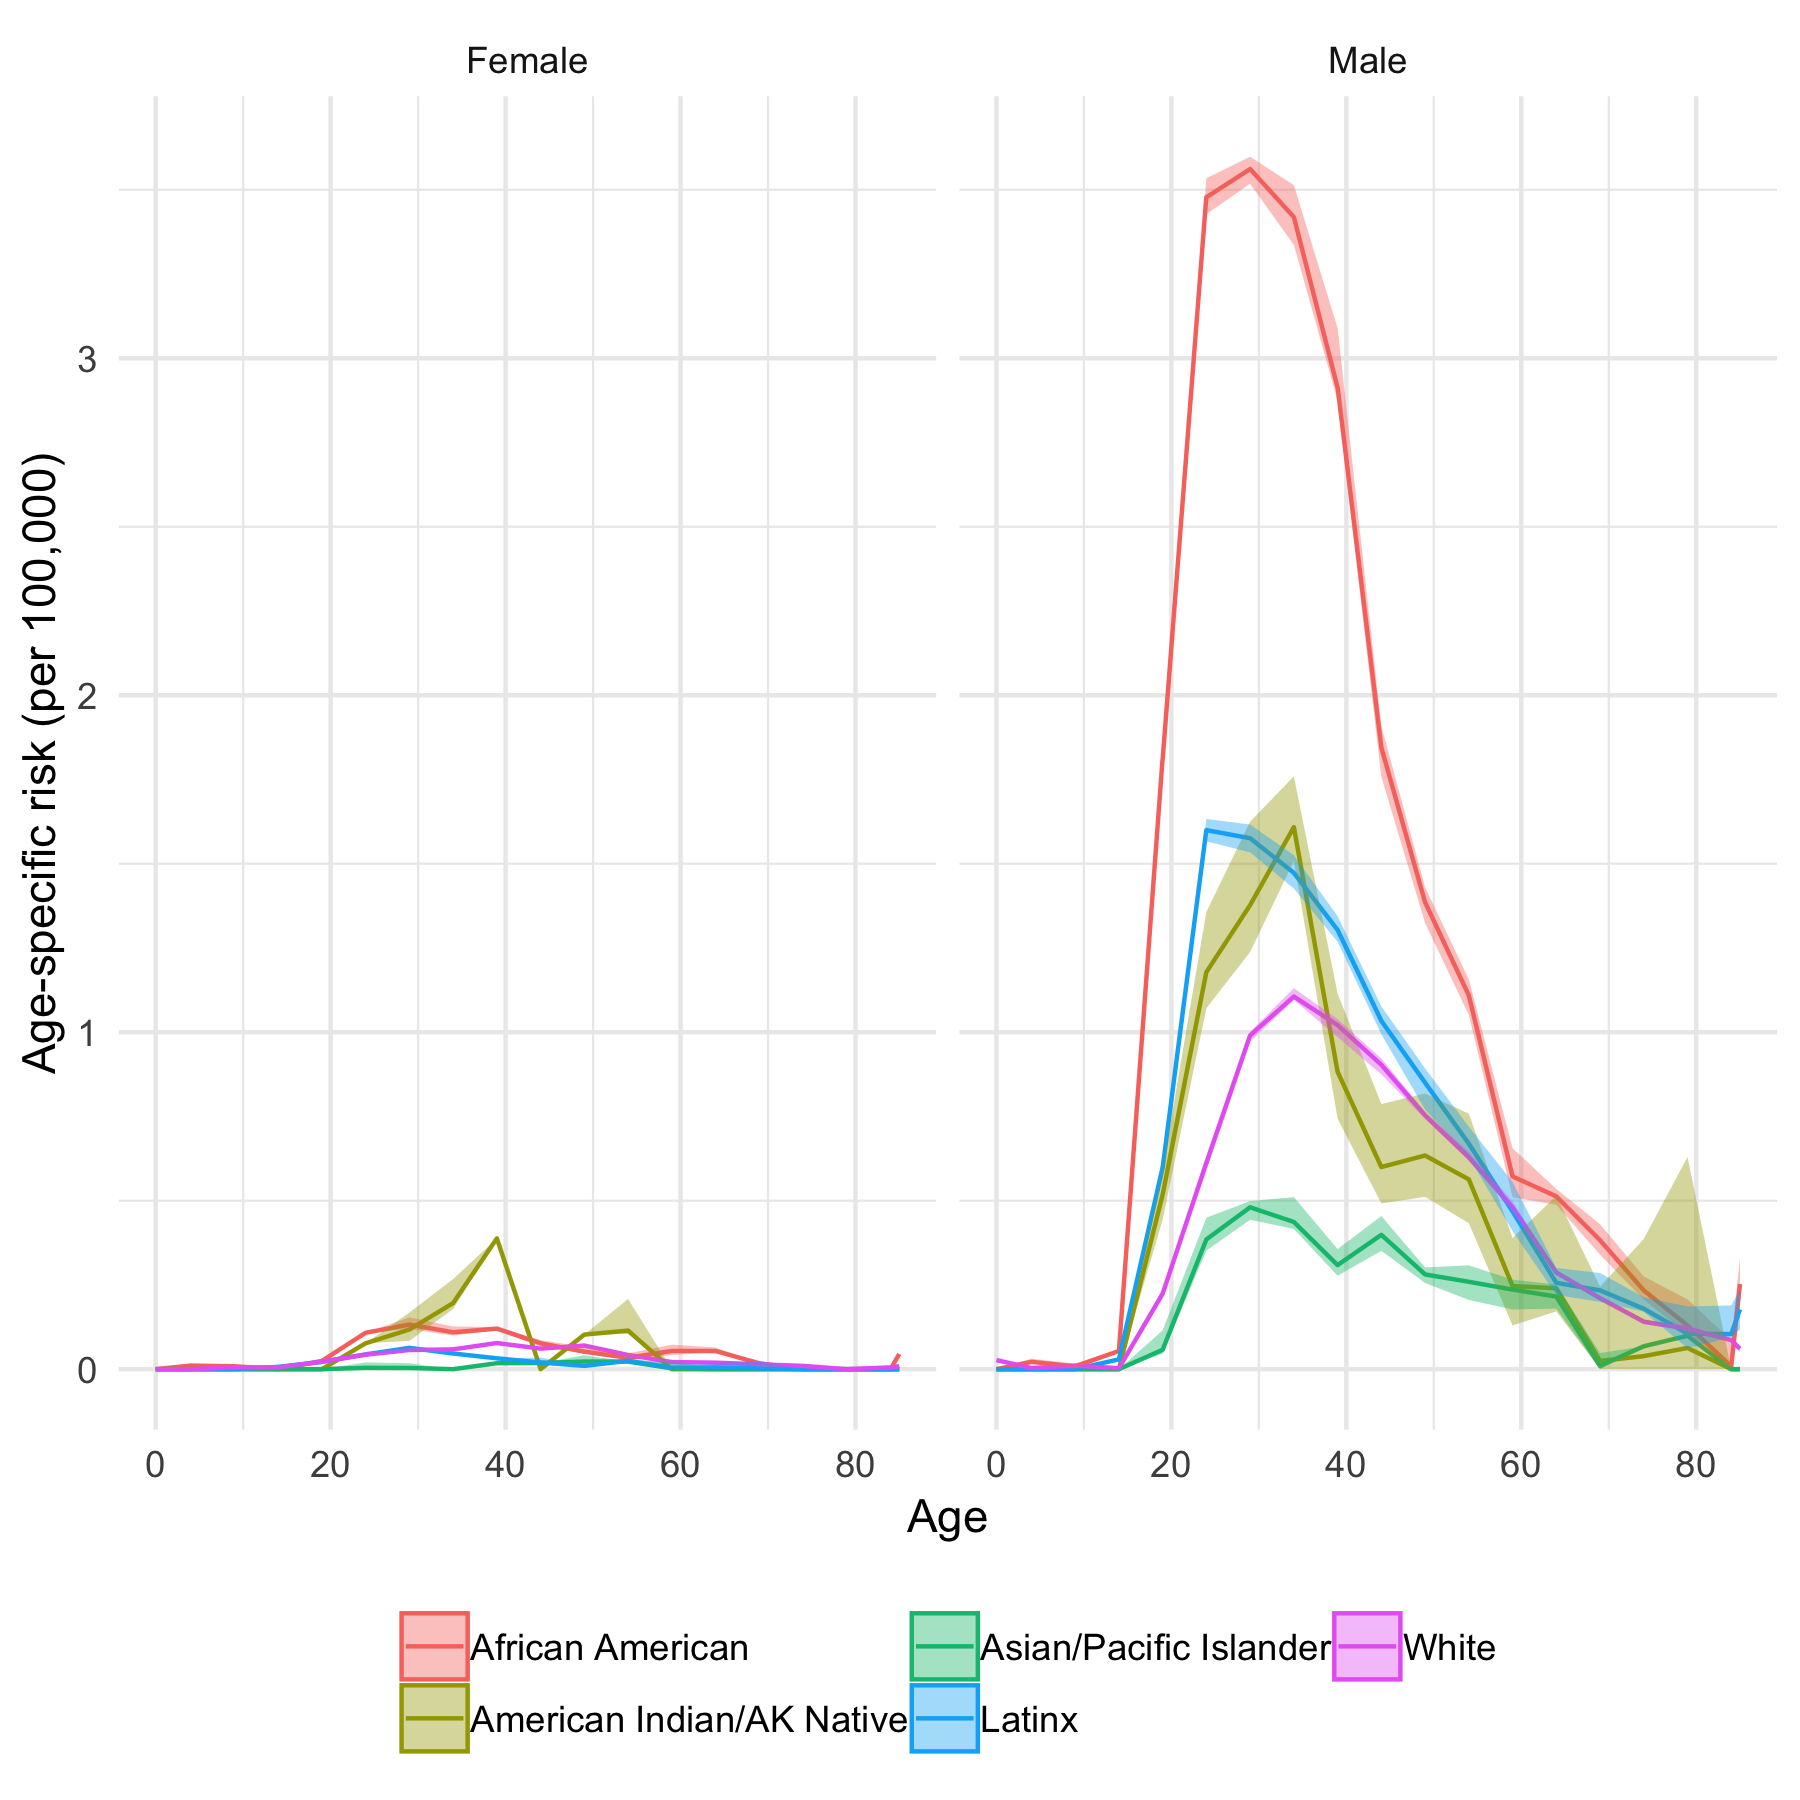 Female Male
Age-specific risk (per 100,000)
3
2
1
0
0 20 40 60 80 0 20 40 60 80
Age
African American Asian/Pacific Islander White
American Indian/AK Native Latinx